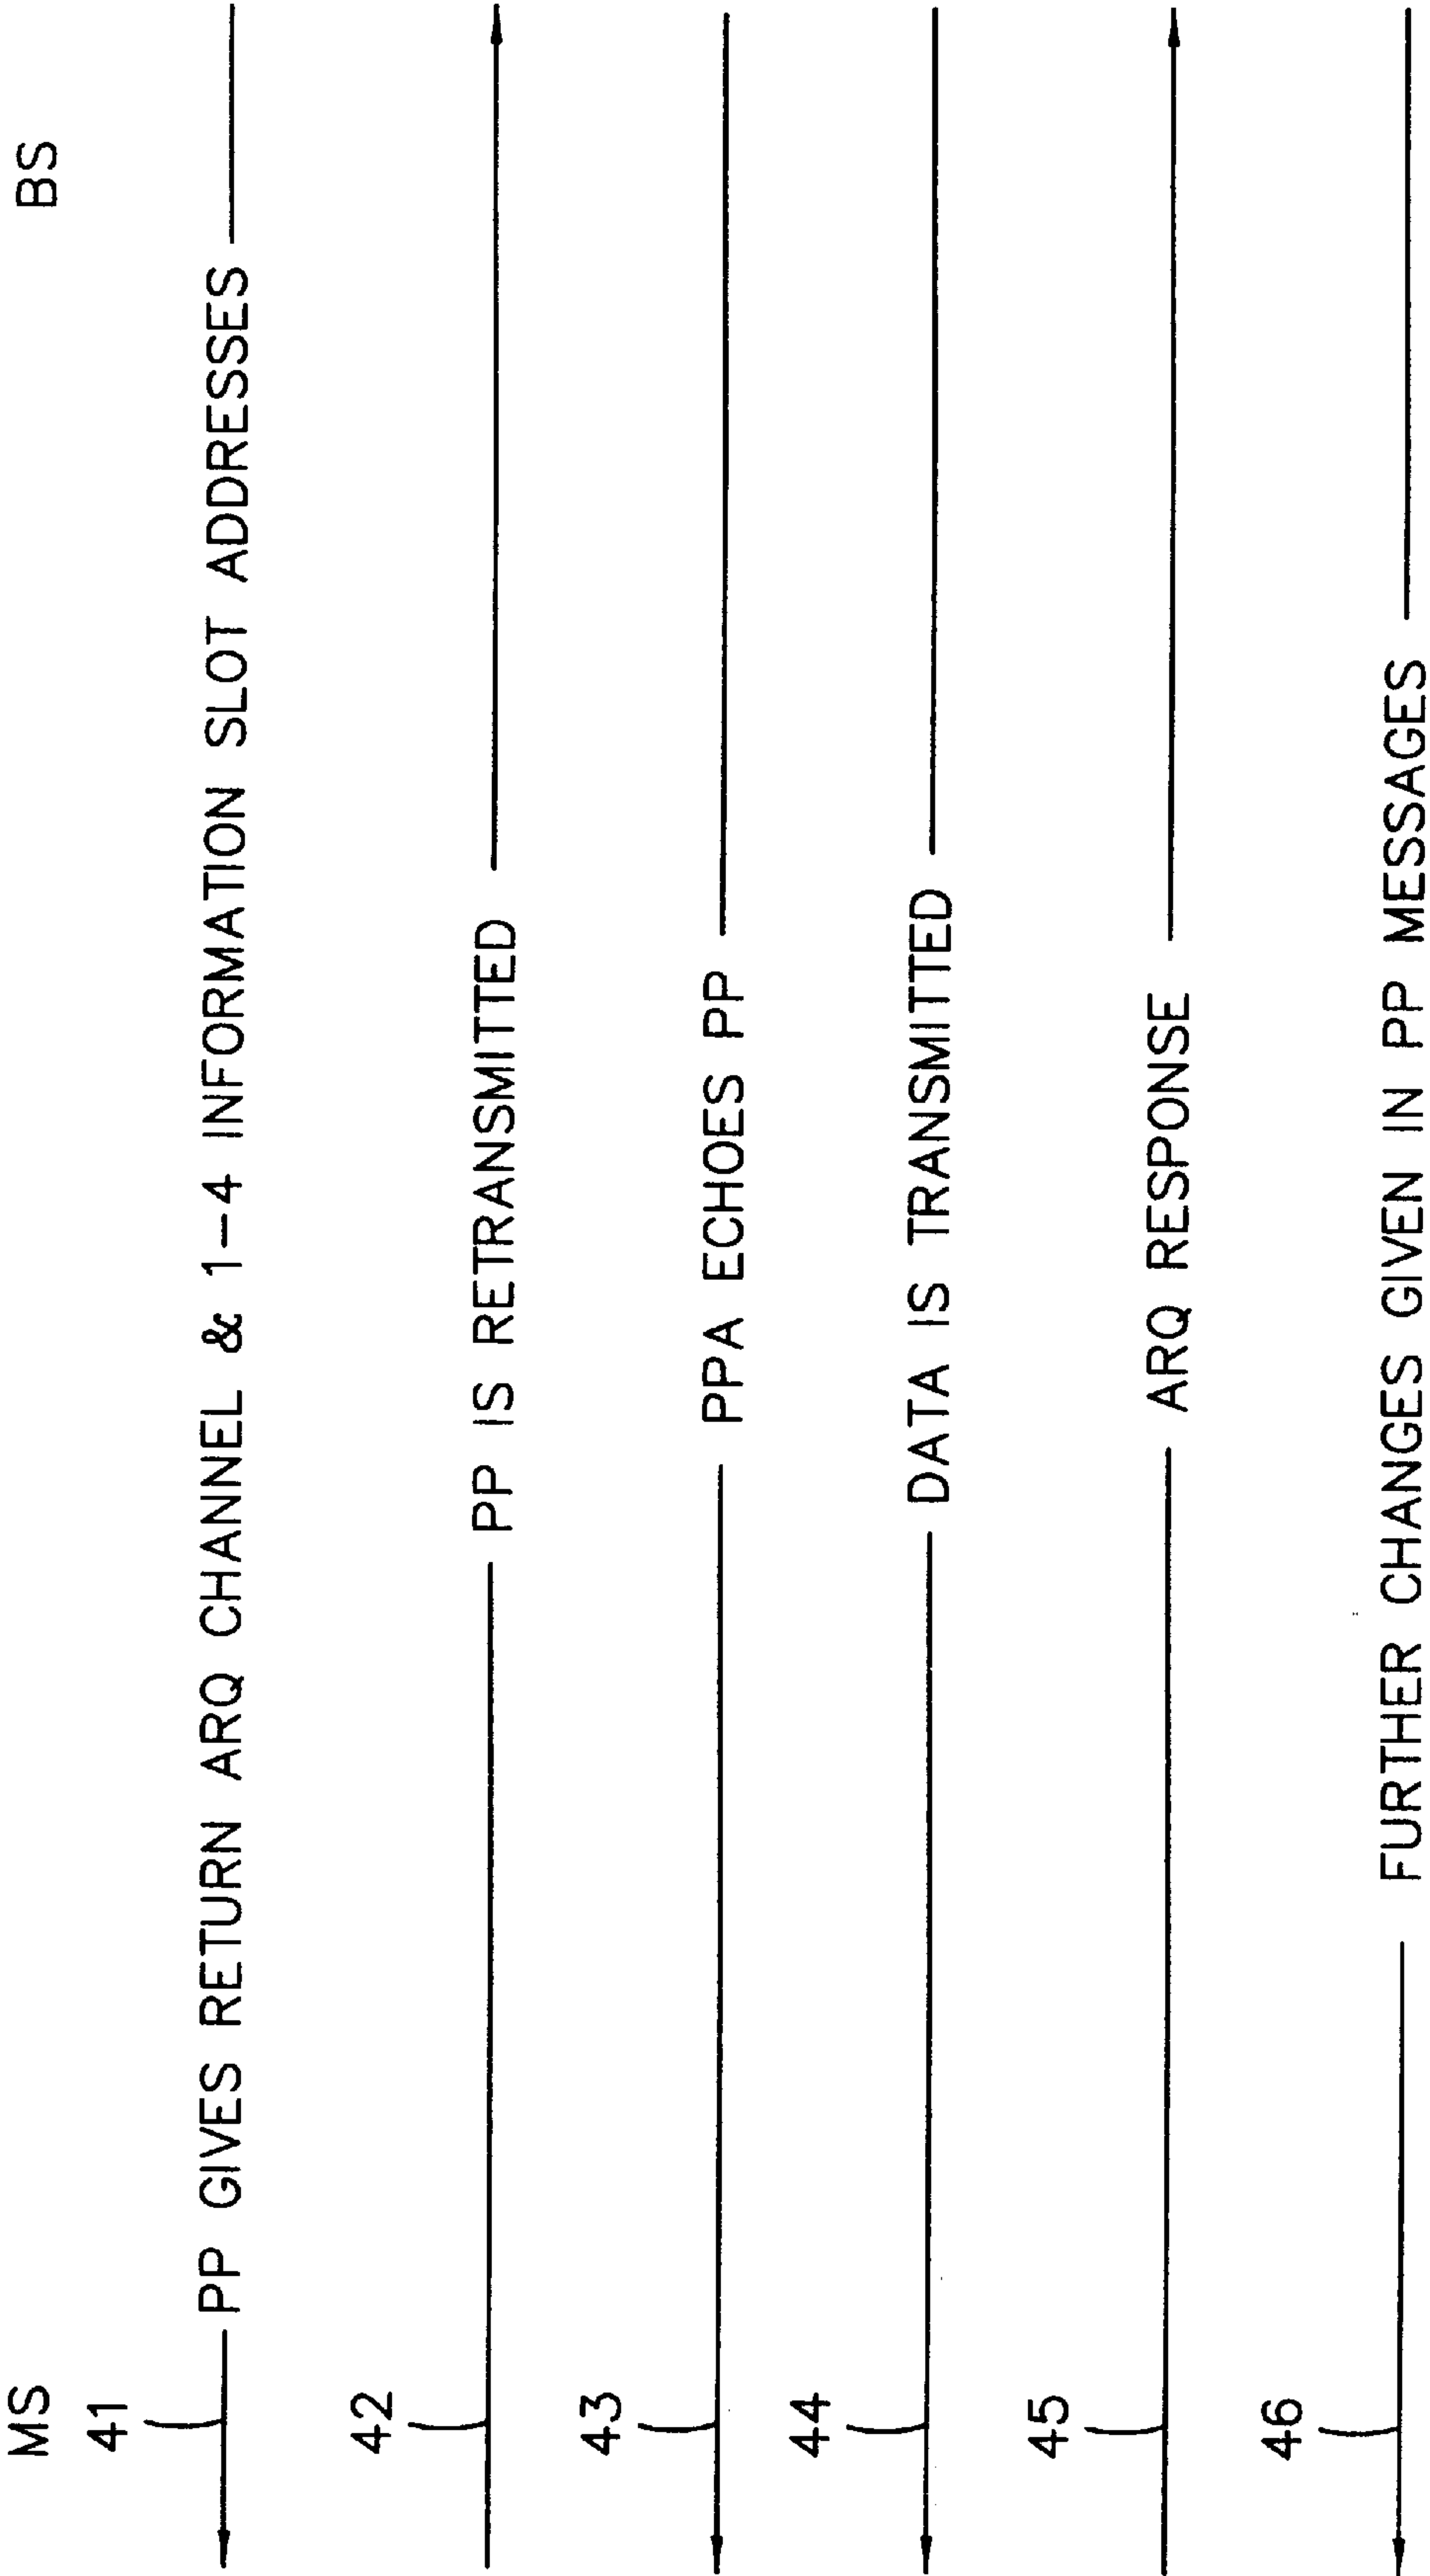 MS BS
41
PP GIVES RETURN ARQ CHANNEL & 1-4 INFORMATION SLOT ADDRESSES
42
PP IS RETRANSMITTED
43
PPA ECHOES PP
44
DATA IS TRANSMITTED
45
ARQ RESPONSE
46
FURTHER CHANGES GIVEN IN PP MESSAGES